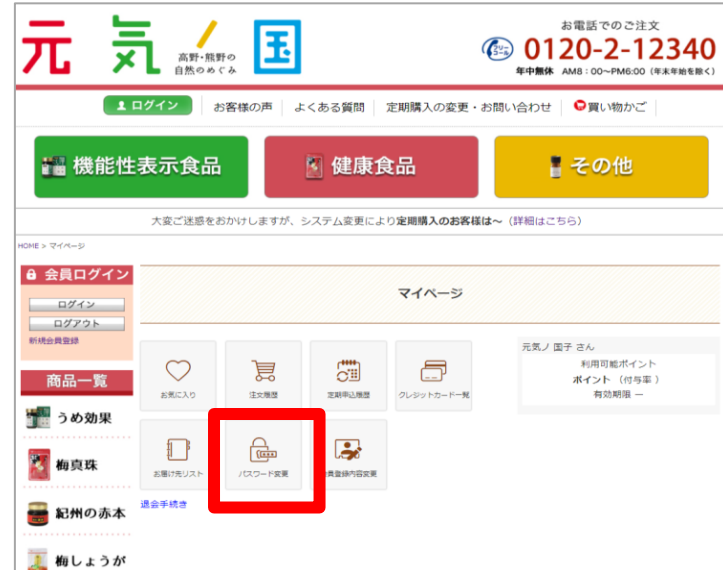 元気ノ国
高野・熊野の
自然のめぐみ
お電話でのご注文
フリーコール
0120-2-12340
年中無休 AM8:00～PM6:00 (年末年始を除く)
ログイン お客様の声 よくある質問 定期購入の変更・お問い合わせ 買い物かご
機能性表示食品 健康食品 その他
大変ご迷惑をおかけしますが、システム変更により定期購入のお客様は～ (詳細はこちら)
HOME > マイページ
会員ログイン
ログイン
ログアウト
新規会員登録
商品一覧
うめ効果
梅真珠
紀州の赤本
梅しょうが
マイページ
お気に入り 注文履歴 定期申込履歴 クレジットカード一覧
お届け先リスト パスワード変更 会員登録内容変更
退会手続き
元気ノ 国子 さん
利用可能ポイント
ポイント (付与率 )
有効期限 ー